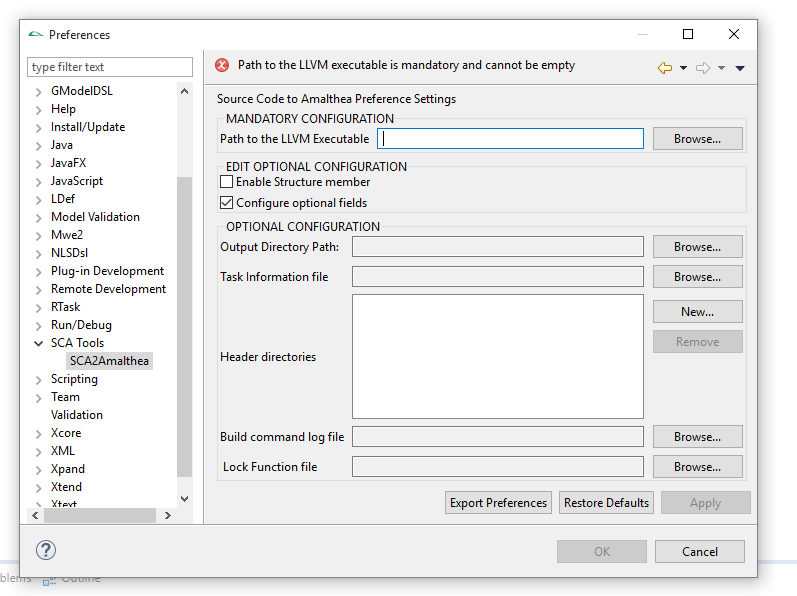 Preferences
type filter text
Path to the LLVM executable is mandatory and cannot be empty
GModelDSL
Help
Install/Update
Java
JavaFX
JavaScript
LDef
Model Validation
Mwe2
NLSDsl
Plug-in Development
Remote Development
RTask
Run/Debug
SCA Tools
SCA2Amalthea
Scripting
Team
Validation
Xcore
XML
Xpand
Xtend
Xtext
Source Code to Amalthea Preference Settings
MANDATORY CONFIGURATION
Path to the LLVM Executable Browse...
EDIT OPTIONAL CONFIGURATION
Enable Structure member
Configure optional fields
OPTIONAL CONFIGURATION
Output Directory Path: Browse...
Task Information file Browse...
New...
Remove
Header directories
Build command log file Browse...
Lock Function file Browse...
Export Preferences Restore Defaults Apply
? OK Cancel
blems Outline